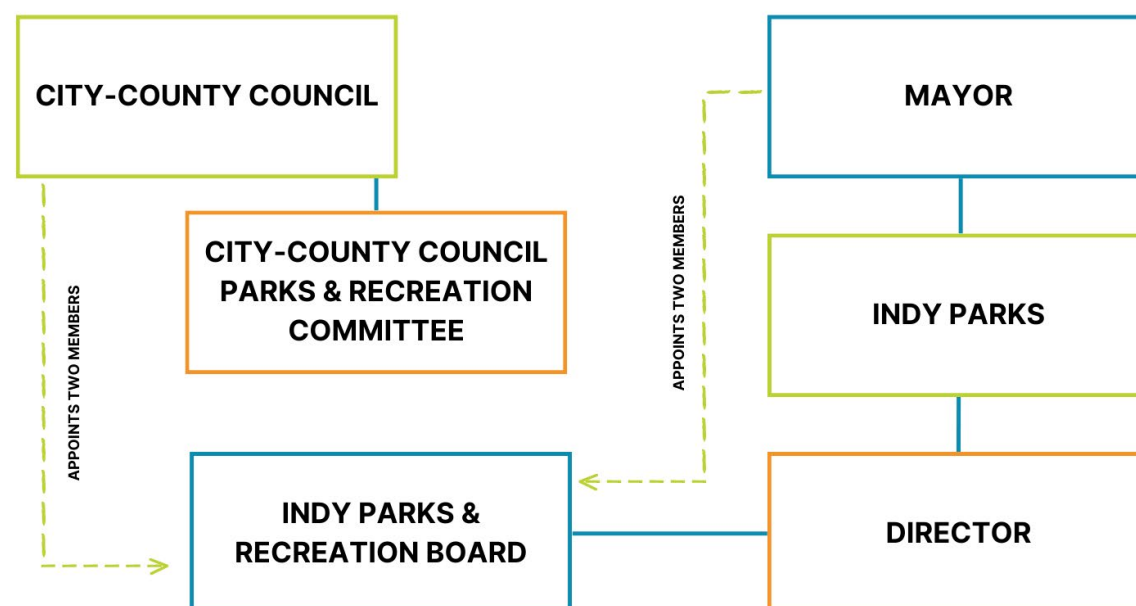 CITY-COUNTY COUNCIL
MAYOR
CITY-COUNTY COUNCIL
PARKS & RECREATION
COMMITTEE
APPOINTS TWO MEMBERS
INDY PARKS
APPOINTS TWO MEMBERS
INDY PARKS &
RECREATION BOARD
DIRECTOR